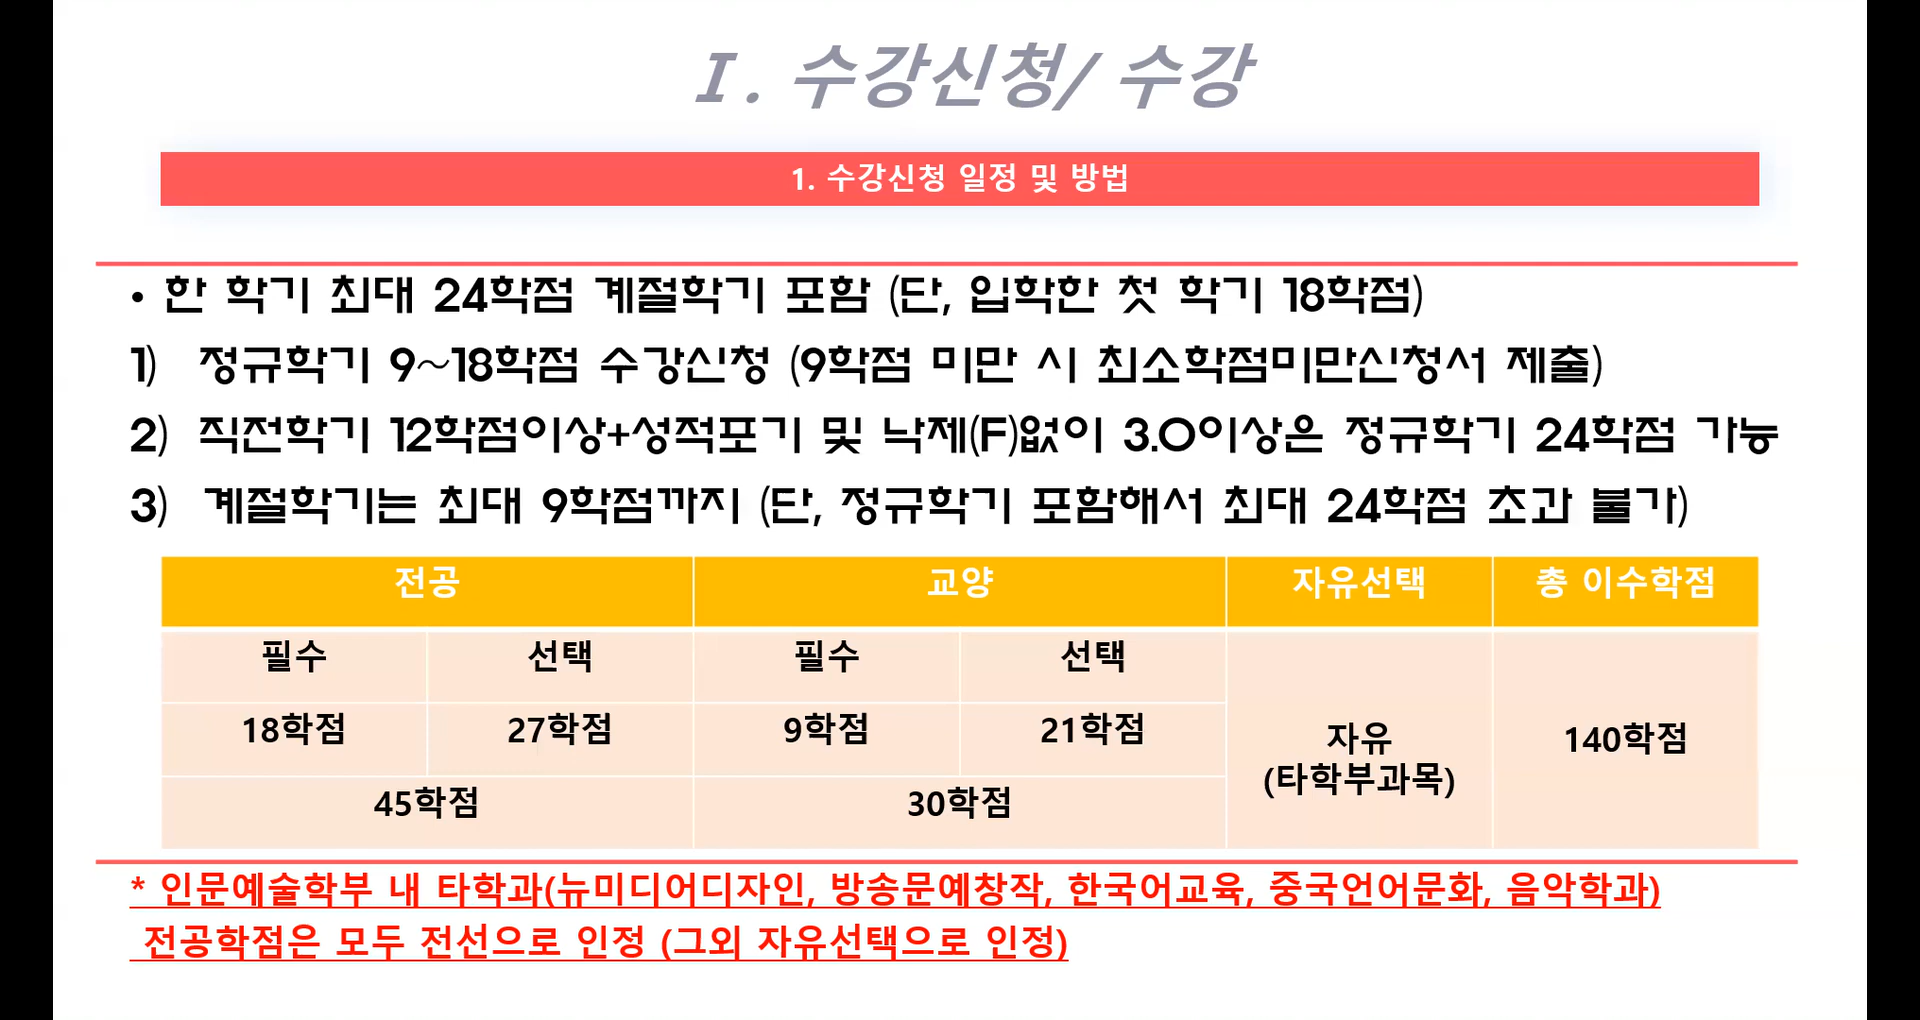 I. 수강신청/ 수강
1. 수강신청 일정 및 방법
• 한 학기 최대 24학점 계절학기 포함 (단, 입학한 첫 학기 18학점)
1) 정규학기 9~18학점 수강신청 (9학점 미만 시 최소학점미만신청서 제출)
2) 직전학기 12학점이상+성적포기 및 낙제(F)없이 3.0이상은 정규학기 24학점 가능
3) 계절학기는 최대 9학점까지 (단, 정규학기 포함해서 최대 24학점 초과 불가)
전공 교양 자유선택 총 이수학점
필수 선택 필수 선택
18학점 27학점 9학점 21학점
자유
(타학부과목)
140학점
45학점 30학점
* 인문예술학부 내 타학과(뉴미디어디자인, 방송문예창작, 한국어교육, 중국언어문화, 음악학과)
전공학점은 모두 전선으로 인정 (그외 자유선택으로 인정)